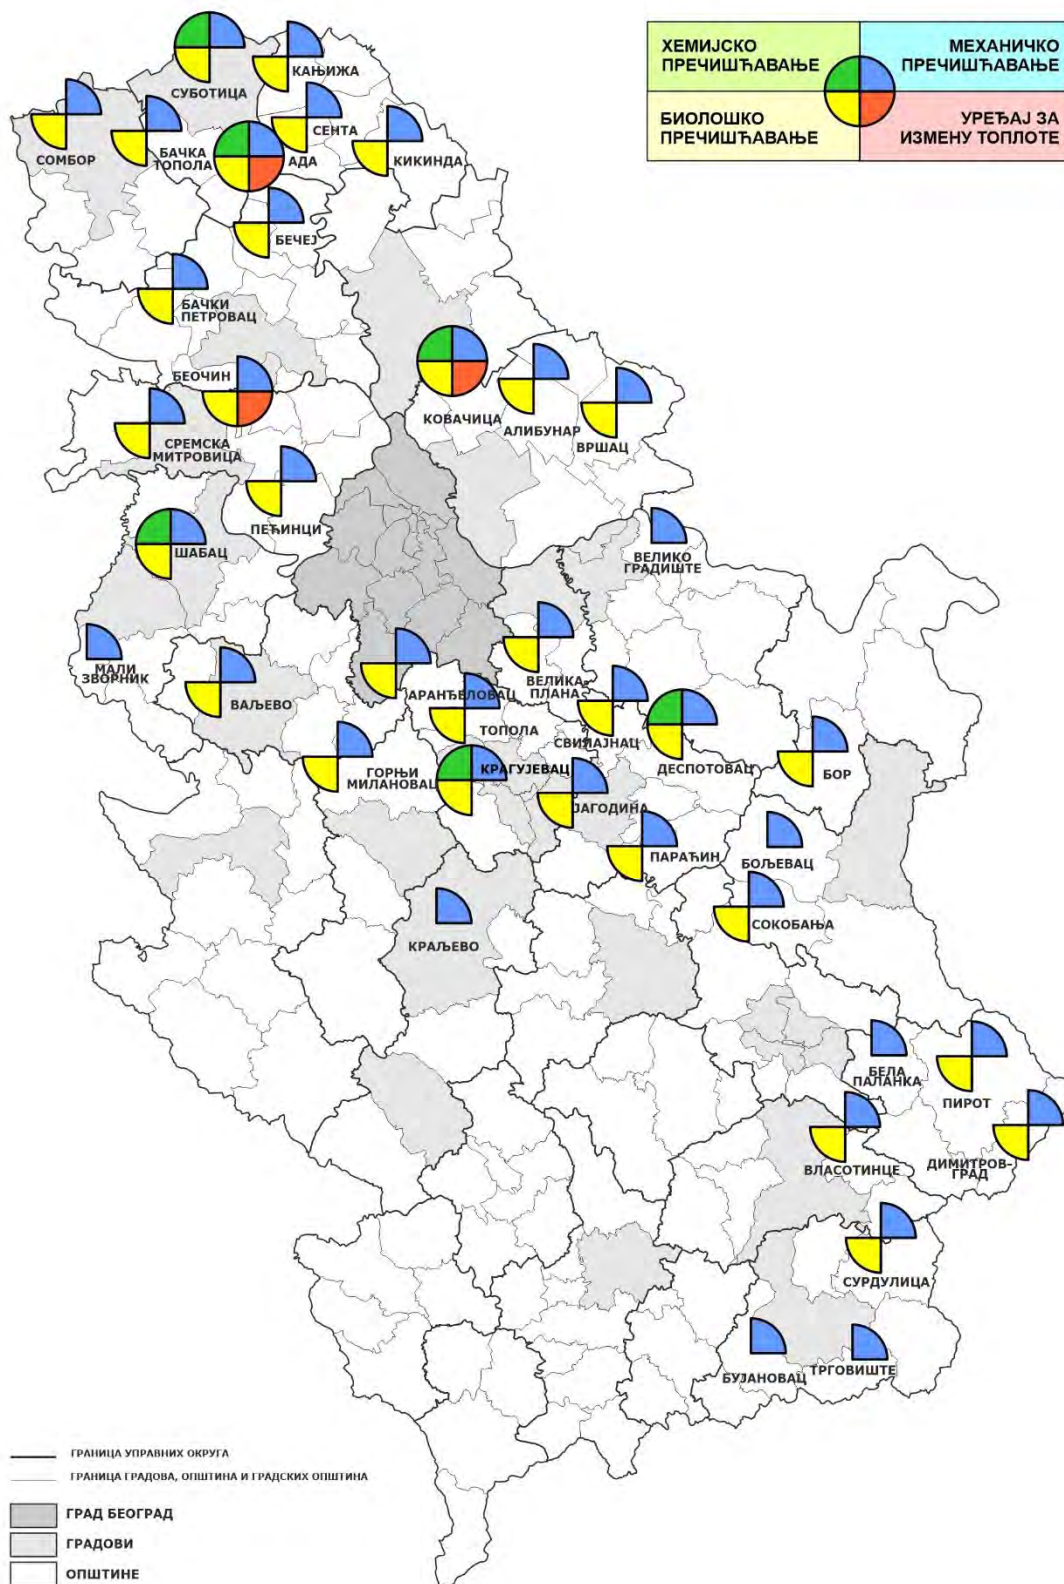 ХЕМИЈСКО
ПРЕЧИШЋАВАЊЕ
МЕХАНИЧКО
ПРЕЧИШЋАВАЊЕ
БИОЛОШКО
ПРЕЧИШЋАВАЊЕ
УРЕЂАЈ ЗА
ИЗМЕНУ ТОПЛОТЕ
СУБОТИЦА
КАЊИЖА
СОМБОР
БАЧКА
ТОПОЛА
СЕНТА
АДА
КИКИНДА
БЕЧЕЈ
БАЧКИ
ПЕТРОВАЦ
БЕОЧИН
КОВАЧИЦА
АЛИБУНАР
ВРШАЦ
СРЕМСКА
МИТРОВИЦА
ПЕЋИНЦИ
ШАБАЦ
ВЕЛИКО
ГРАДИШТЕ
МАЛИ
ЗВОРНИК
ВАЉЕВО
АРАНЂЕЛОВАЦ
ВЕЛИКА
ПЛАНА
ТОПОЛА
СВИЛАЈНАЦ
ДЕСПОТОВАЦ
БОР
ГОРЊИ
МИЛАНОВАЦ
КРАГУЈЕВАЦ
ЈАГОДИНА
ПАРАЋИН
БОЉЕВАЦ
СОКОБАЊА
КРАЉЕВО
БЕЛА
ПАЛАНКА
ПИРОТ
ВЛАСОТИНЦЕ
ДИМИТРОВ-
ГРАД
СУРДУЛИЦА
БУЈАНОВАЦ
ТРГОВИШТЕ
ГРАНИЦА УПРАВНИХ ОКРУГА
ГРАНИЦА ГРАДОВА, ОПШТИНА И ГРАДСКИХ ОПШТИНА
ГРАД БЕОГРАД
ГРАДОВИ
ОПШТИНЕ